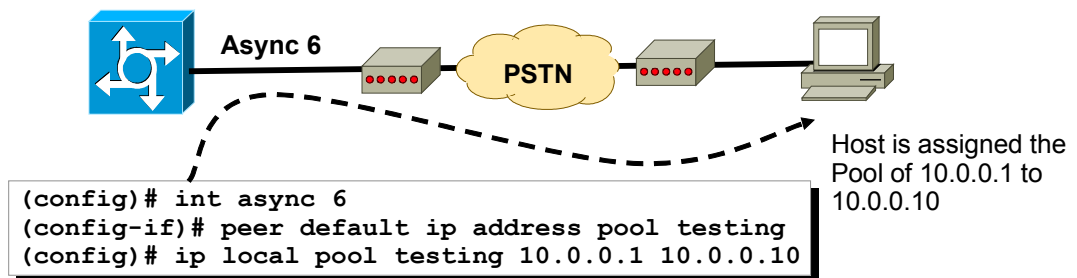 Async 6
PSTN
Host is assigned the
Pool of 10.0.0.1 to
10.0.0.10
(config)# int async 6
(config-if)# peer default ip address pool testing
(config)# ip local pool testing 10.0.0.1 10.0.0.10